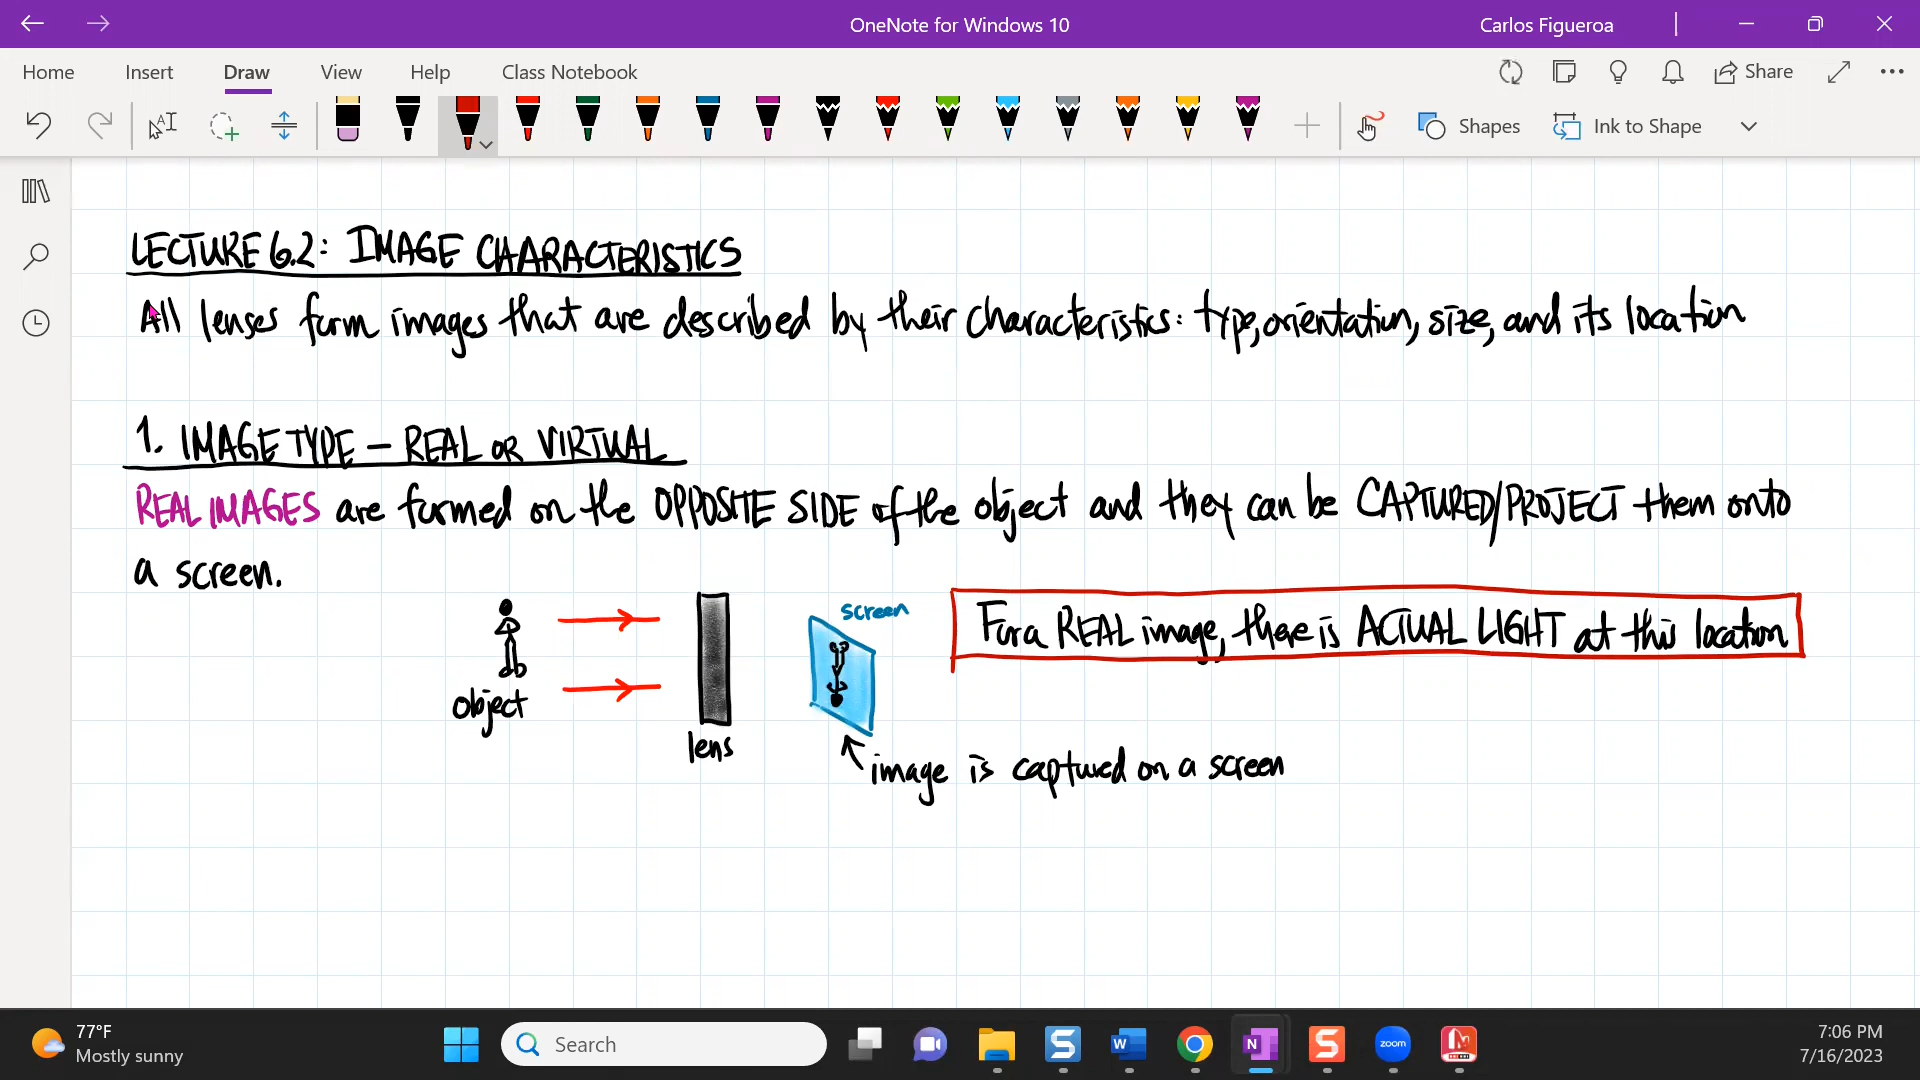 OneNote for Windows 10
Carlos Figueroa
Home Insert Draw View Help Class Notebook
Share
Shapes
Ink to Shape
LECTURE 6.2: IMAGE CHARACTERISTICS
All lenses form images that are described by their characteristics: type, orientation, size, and its location
1. IMAGE TYPE - REAL OR VIRTUAL
REAL IMAGES are formed on the OPPOSITE SIDE of the object and they can be CAPTURED/PROJECT them onto
a screen.
screen
For a REAL image, there is ACTUAL LIGHT at this location
object
lens
image is captured on a screen
77°F
Mostly sunny
Search
zoom
7:06 PM
7/16/2023